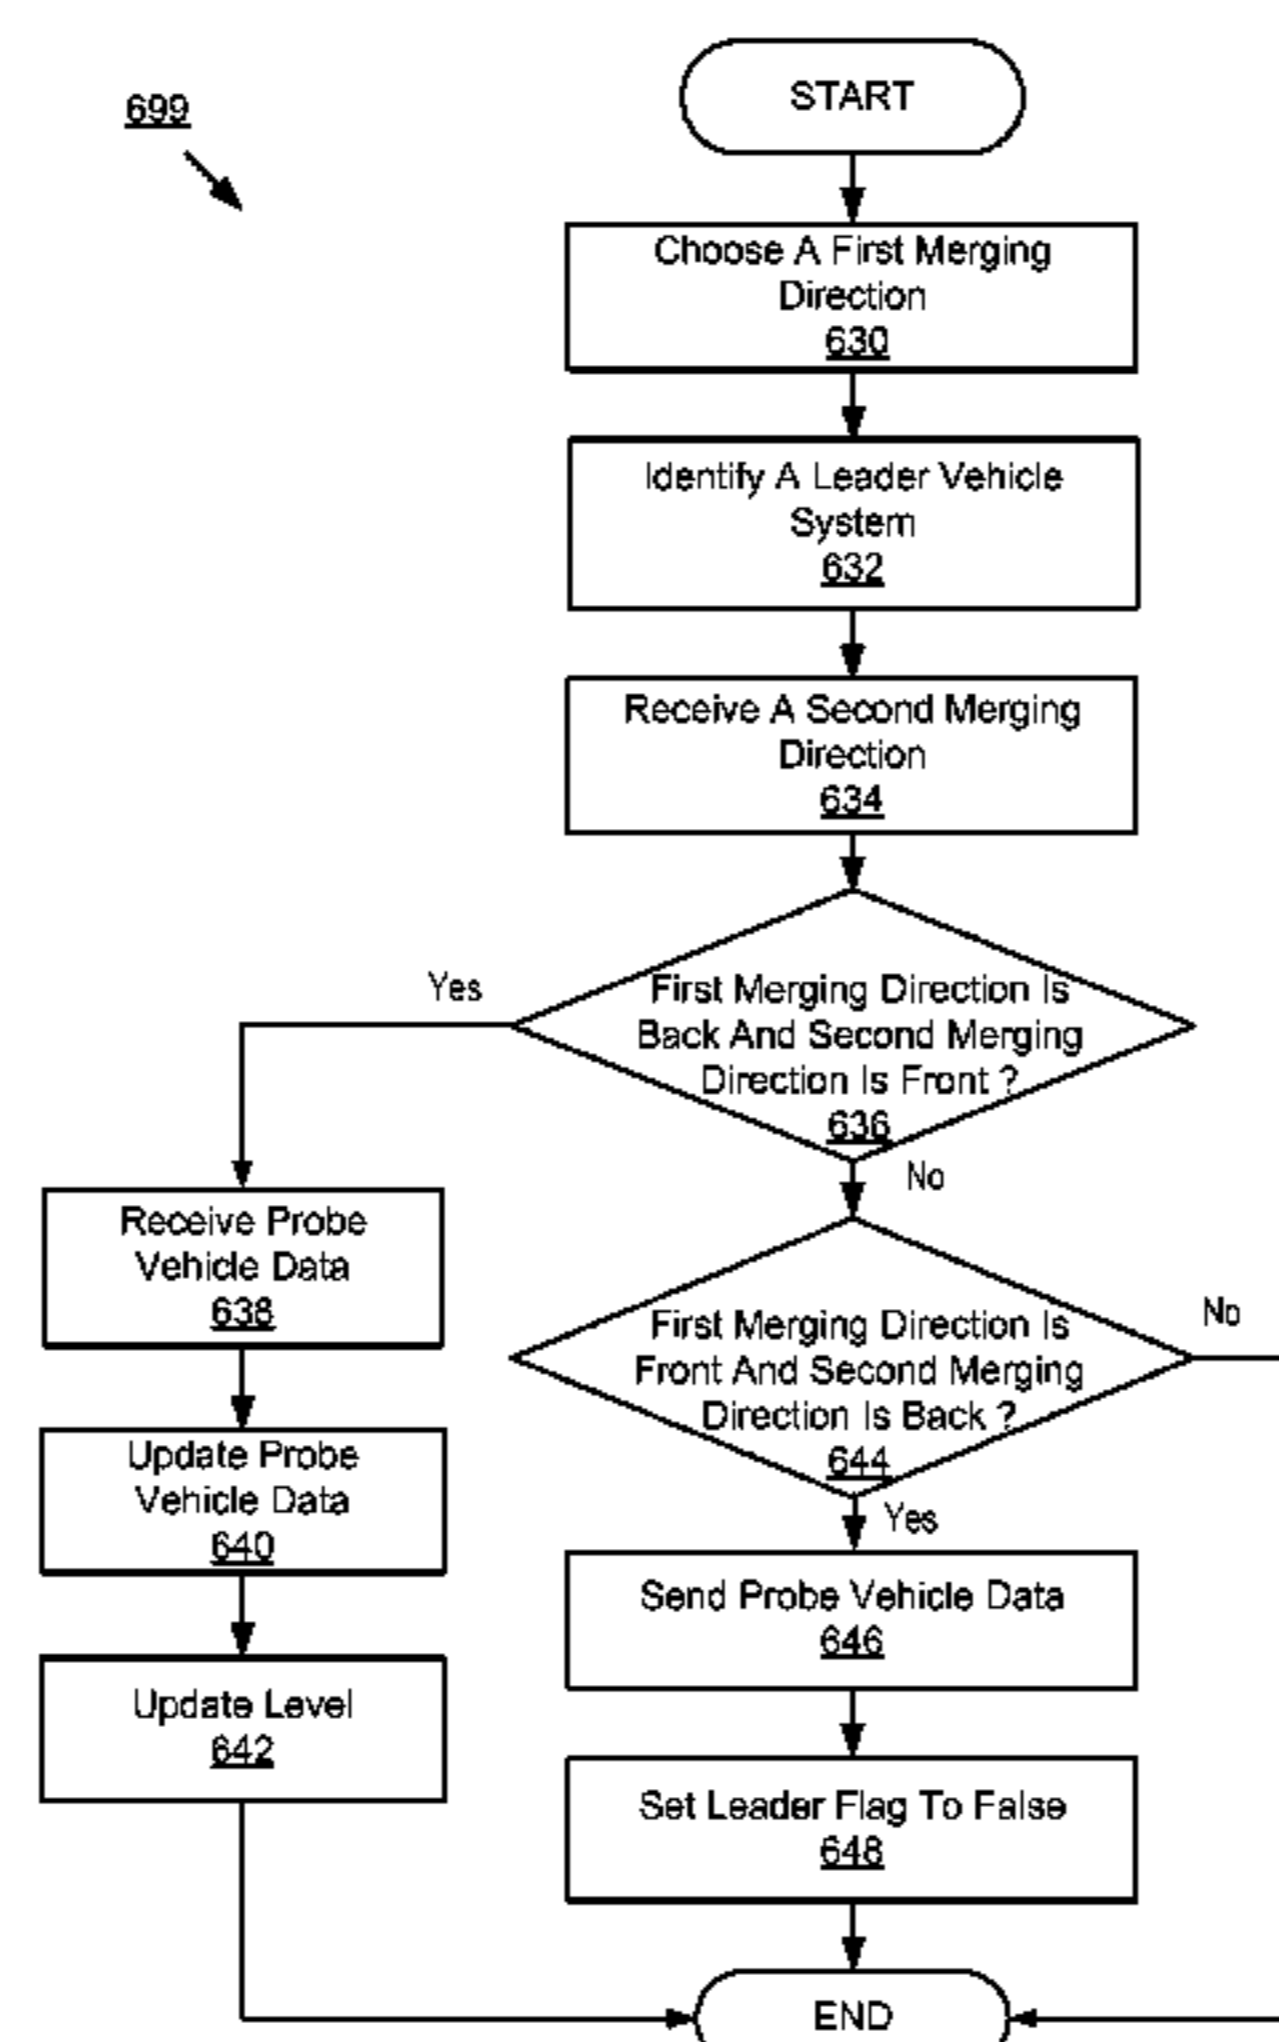 699
START
Choose A First Merging
Direction
630
Identify A Leader Vehicle
System
632
Receive A Second Merging
Direction
634
Yes
First Merging Direction Is
Back And Second Merging
Direction Is Front ?
636
No
Receive Probe
Vehicle Data
638
First Merging Direction Is
Front And Second Merging
Direction Is Back ?
644
No
Yes
Update Probe
Vehicle Data
640
Send Probe Vehicle Data
646
Update Level
642
Set Leader Flag To False
648
END